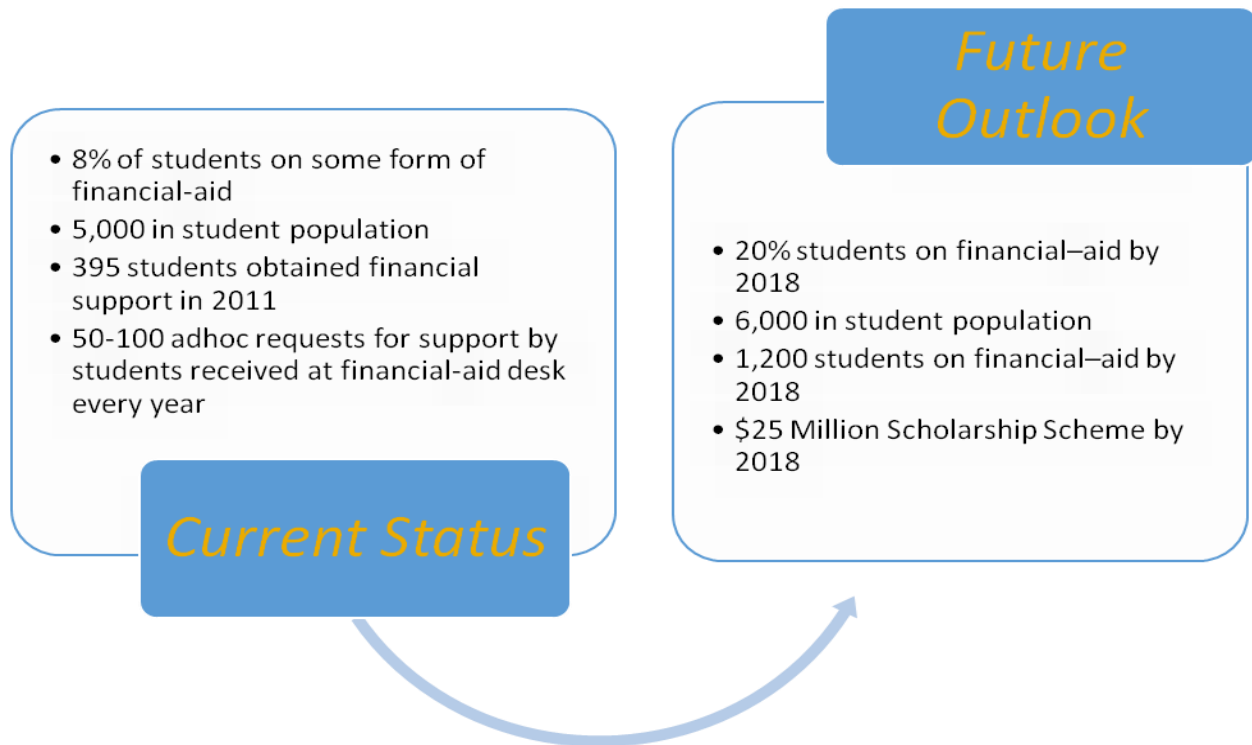 • 8% of students on some form of
financial-aid
• 5,000 in student population
• 395 students obtained financial
support in 2011
• 50-100 adhoc requests for support by
students received at financial-aid desk
every year
Current Status
Future
Outlook
• 20% students on financial–aid by
2018
• 6,000 in student population
• 1,200 students on financial–aid by
2018
• $25 Million Scholarship Scheme by
2018